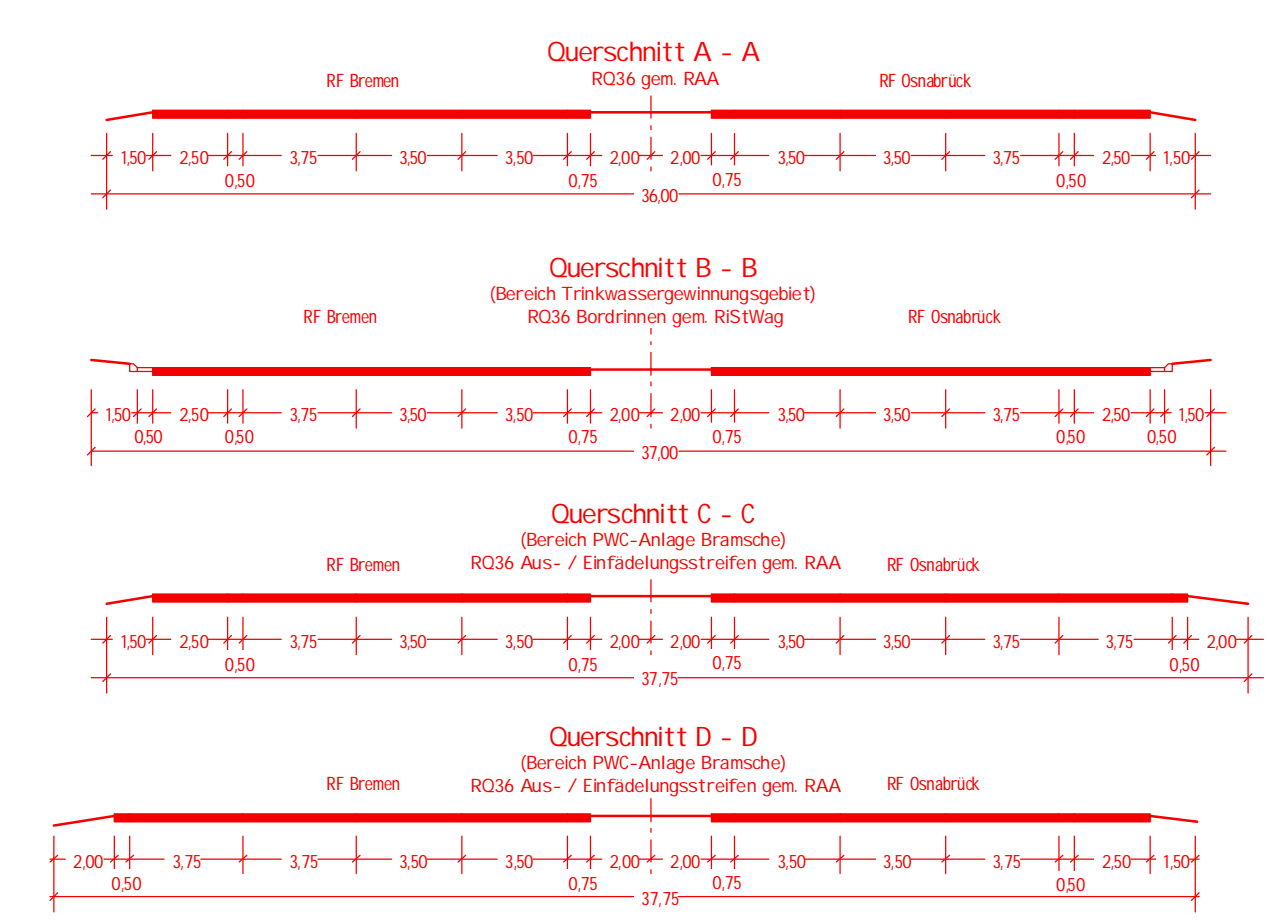 Querschnitt A - A
RF Bremen RQ36 gem. RAA RF Osnabrück
1,50 2,50 3,75 3,50 3,50 2,00 2,00 3,50 3,50 3,75 2,50 1,50
0,50 0,75 0,75 0,50
36,00
Querschnitt B - B
(Bereich Trinkwassergewinnungsgebiet)
RF Bremen RQ36 Bordrinnen gem. RiStWag RF Osnabrück
1,50 2,50 3,75 3,50 3,50 2,00 2,00 3,50 3,50 3,75 2,50 1,50
0,50 0,50 0,75 0,75 0,50 0,50
37,00
Querschnitt C - C
(Bereich PWC-Anlage Bramsche)
RF Bremen RQ36 Aus- / Einfädelungsstreifen gem. RAA RF Osnabrück
1,50 2,50 3,75 3,50 3,50 2,00 2,00 3,50 3,50 3,75 3,75 2,00
0,50 0,75 0,75 0,50
37,75
Querschnitt D - D
(Bereich PWC-Anlage Bramsche)
RF Bremen RQ36 Aus- / Einfädelungsstreifen gem. RAA RF Osnabrück
2,00 3,75 3,75 3,50 3,50 2,00 2,00 3,50 3,50 3,75 2,50 1,50
0,50 0,75 0,75 0,50
37,75